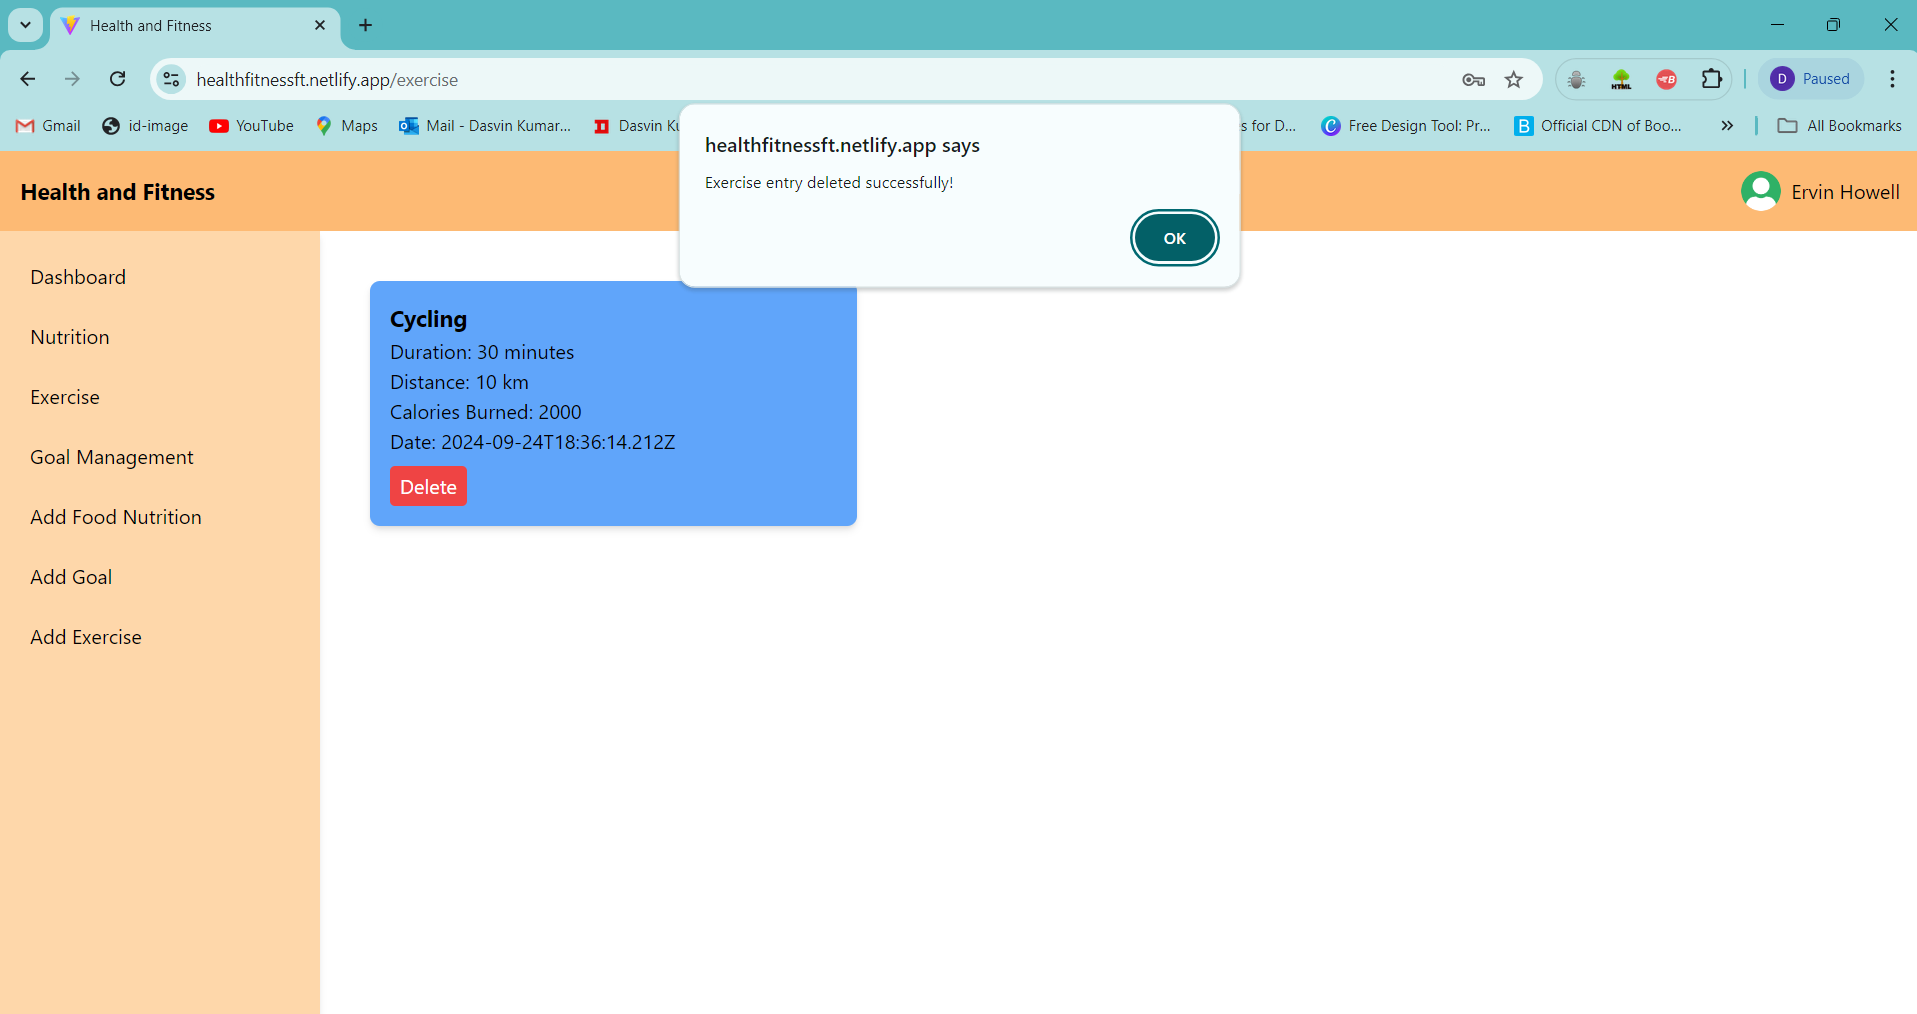 Health and Fitness
healthfitnessft.netlify.app/exercise
HTML
B
D Paused
Gmail id-image YouTube Maps Mail - Dasvin Kumar... Dasvin Ku s for D... C Free Design Tool: Pr... B Official CDN of Boo... » All Bookmarks
healthfitnessft.netlify.app says
Exercise entry deleted successfully!
OK
Health and Fitness
Ervin Howell
Dashboard
Nutrition
Exercise
Goal Management
Add Food Nutrition
Add Goal
Add Exercise
Cycling
Duration: 30 minutes
Distance: 10 km
Calories Burned: 2000
Date: 2024-09-24T18:36:14.212Z
Delete